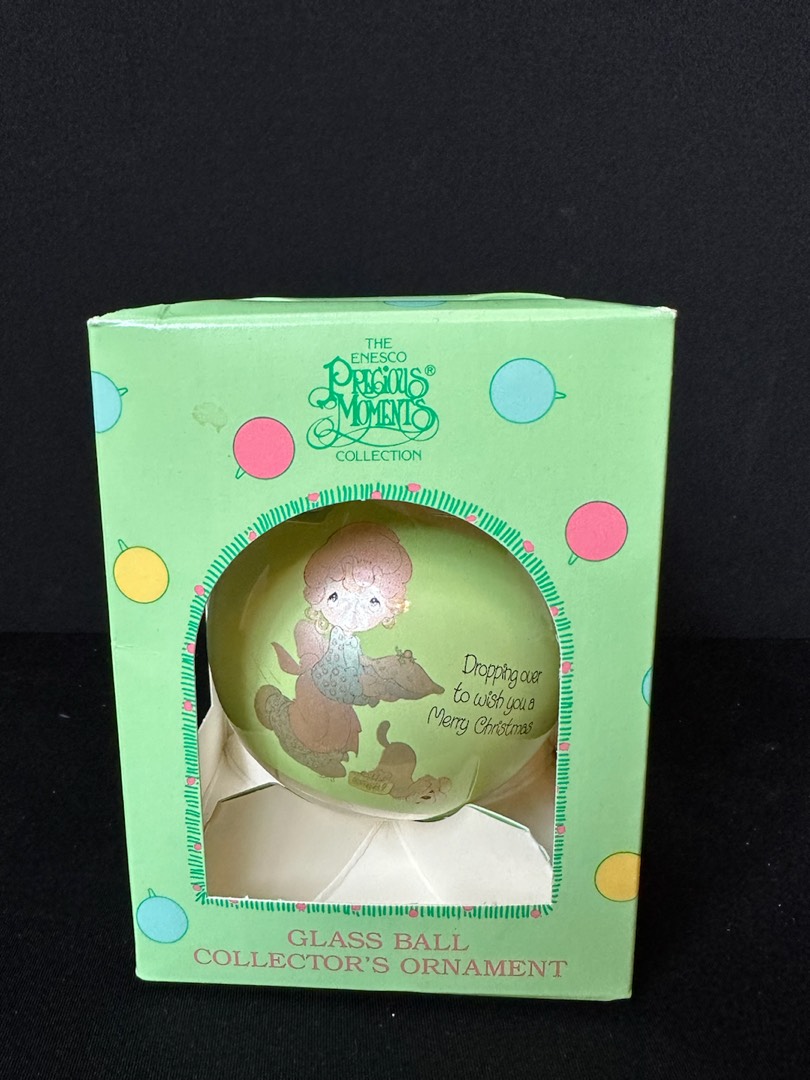 THE
ENESCO
PRECIOUS®
MOMENTS
COLLECTION
Dropping over
to wish you a
Merry Christmas
GLASS BALL
COLLECTOR'S ORNAMENT